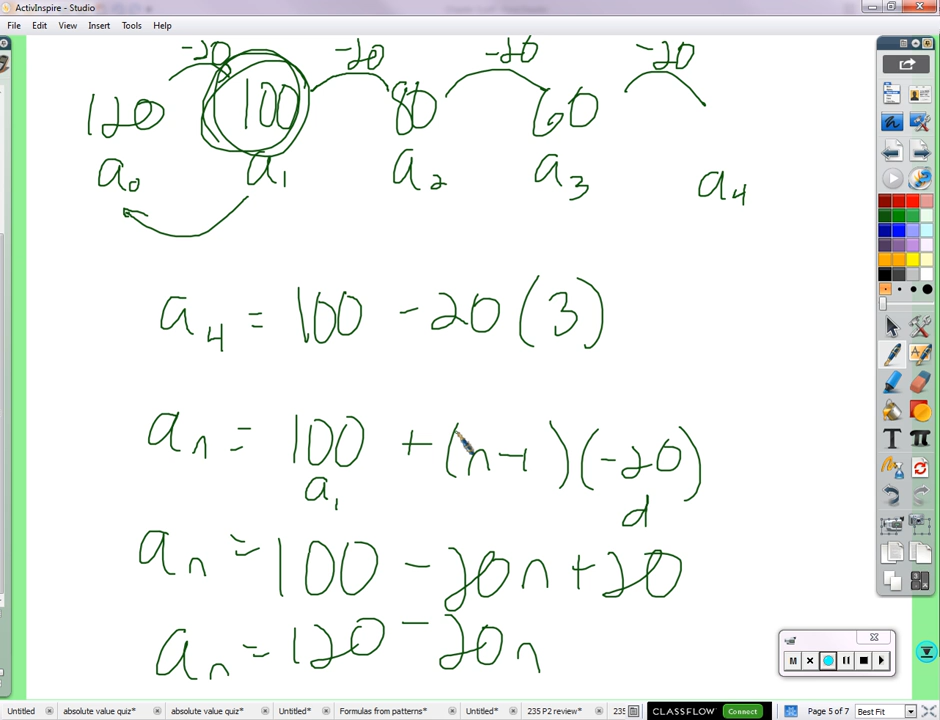 ActivInspire - Studio
File Edit View Insert Tools Help
-20 -20 -20 -20
120 100 80 60
a₀ a₁ a₂ a₃ a₄
a₄ = 100 - 20 (3)
aₙ = 100 + (n-1)(-20)
a₁ d
aₙ = 100 - 20n + 20
aₙ = 120 - 20n
M
Untitled absolute value quiz* absolute value quiz* Untitled* Formulas from patterns* Untitled* 235 P2 review* 235 CLASSFLOW Connect Page 5 of 7 Best Fit